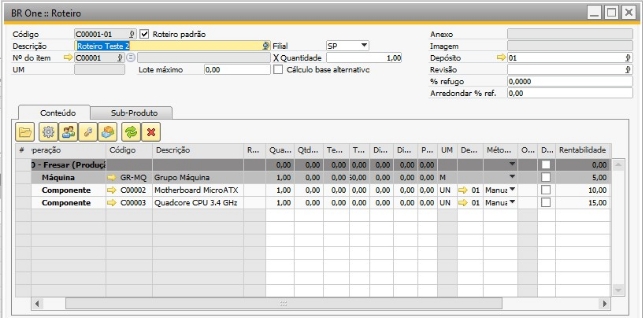 BR One :: Roteiro
Código C00001-01 Roteiro padrão Anexo
Descrição Roteiro Teste 2 Filial SP Imagem
Nº do item C00001 X Quantidade 1,00 Depósito 01
UM Lote máximo 0,00 Cálculo base alternativo Revisão
% refugo 0,0000
Arredondar % ref. 0,00
Conteúdo Sub-Produto
# peração Código Descrição R... Qua... Qtd... Te... T... Di... Di... P... UM De... Méto... O... D... Rentabilidade
0 - Fresar (Produçã 0,00 0,00 0,00 0,00 0,00 0,00 0,00 0,00
Máquina GR-MQ Grupo Máquina 1,00 0,00 0,00 50,00 0,00 0,00 0,00 M 5,00
Componente C00002 Motherboard MicroATX 1,00 0,00 0,00 0,00 0,00 0,00 0,00 UN 01 Manua 10,00
Componente C00003 Quadcore CPU 3.4 GHz 1,00 0,00 0,00 0,00 0,00 0,00 0,00 UN 01 Manua 15,00